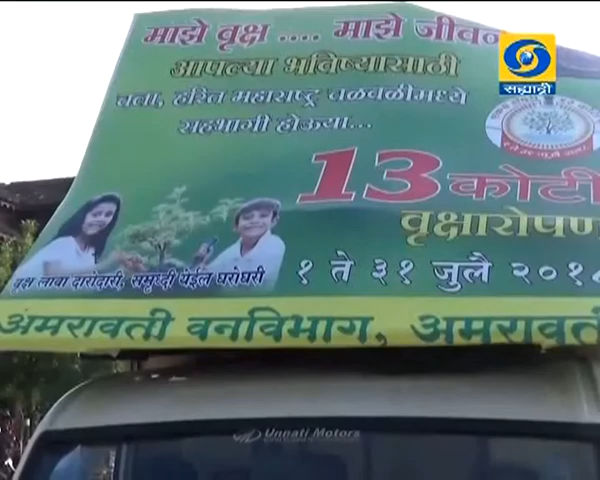 माझे वृक्ष .... माझे जीवन
आपल्या भविष्यासाठी
चला, हरित महाराष्ट्र चळवळीमध्ये
सहभागी होऊया...
सह्याद्री
13 कोटी
वृक्षारोपण
वृक्ष लावा दारोदारी, समृध्दी येईल घरोघरी
१ ते ३१ जुलै २०१८
अमरावती वनविभाग, अमरावती
Unnati Motors